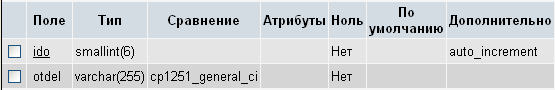 Поле Тип Сравнение Атрибуты Ноль По умолчанию Дополнительно
ido smallint(6) Нет auto_increment
otdel varchar(255) cp1251_general_ci Нет